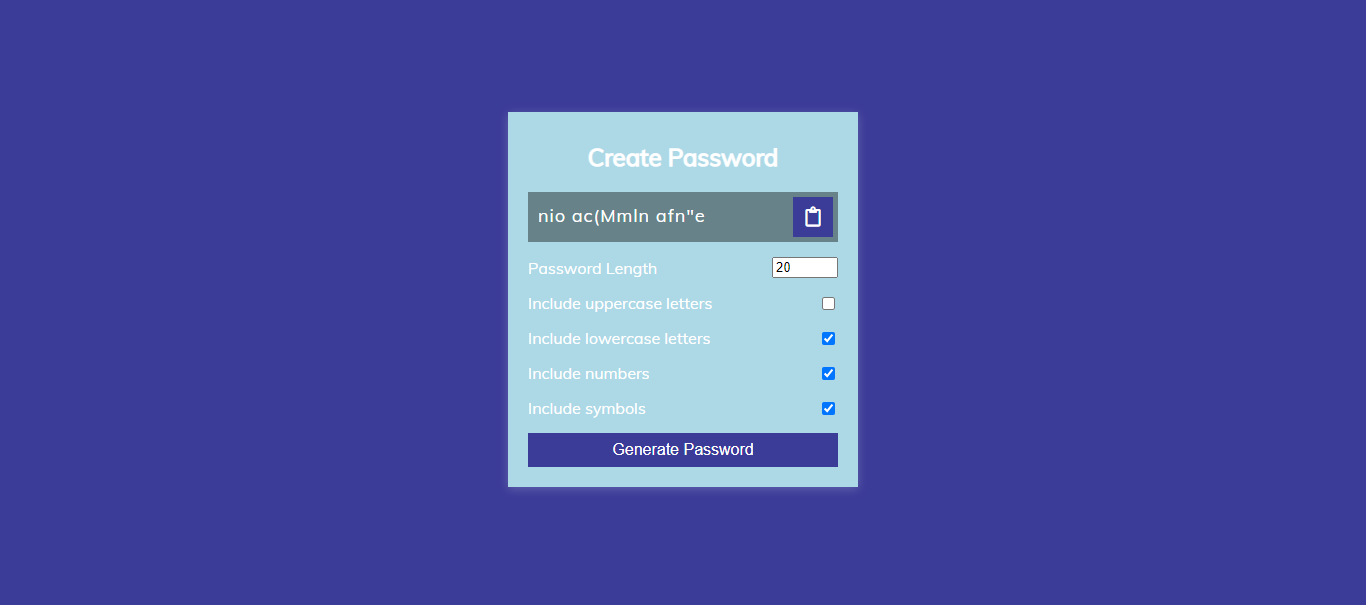 Create Password
nio ac(Mmln afn"e
Password Length
20
Include uppercase letters
Include lowercase letters
Include numbers
Include symbols
Generate Password